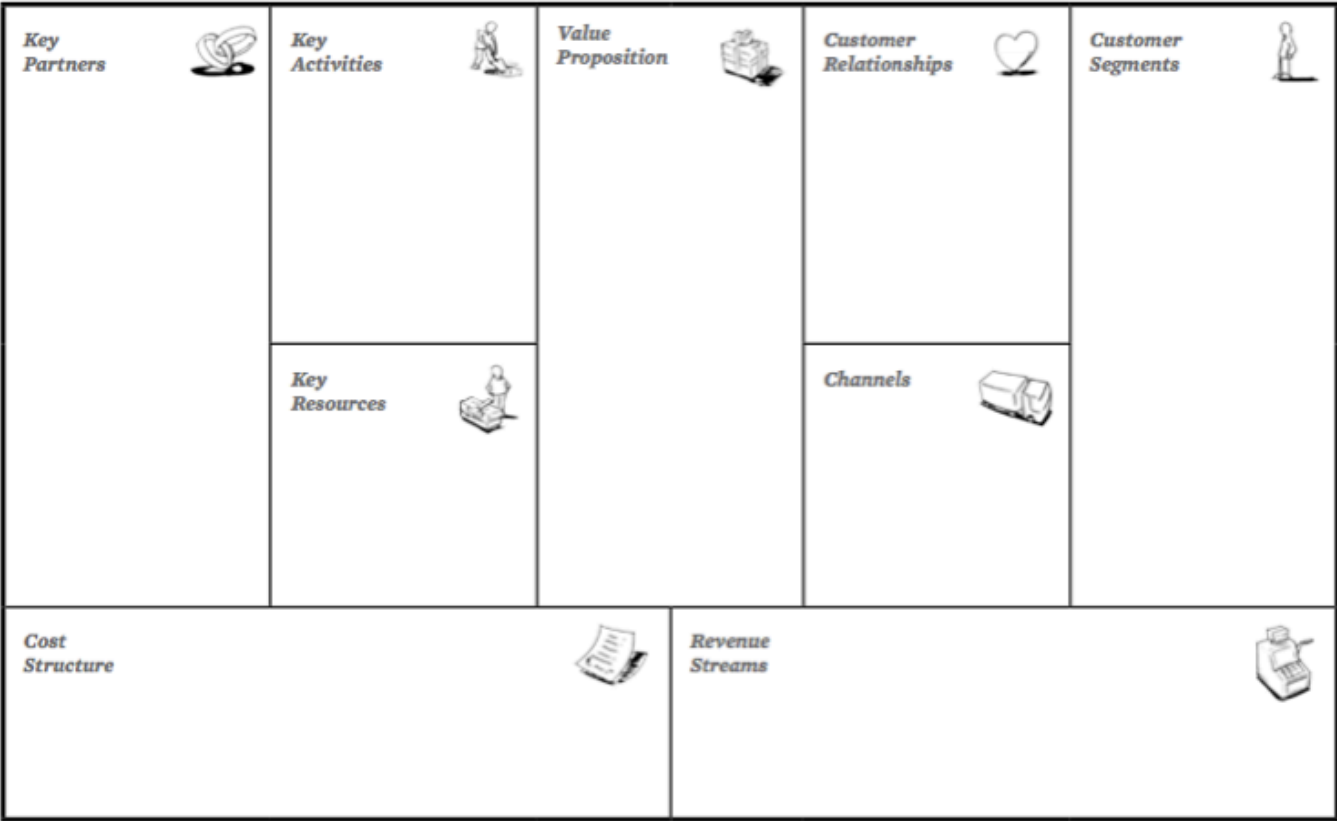 Key
Partners
Key
Activities
Value
Proposition
Customer
Relationships
Customer
Segments
Key
Resources
Channels
Cost
Structure
Revenue
Streams